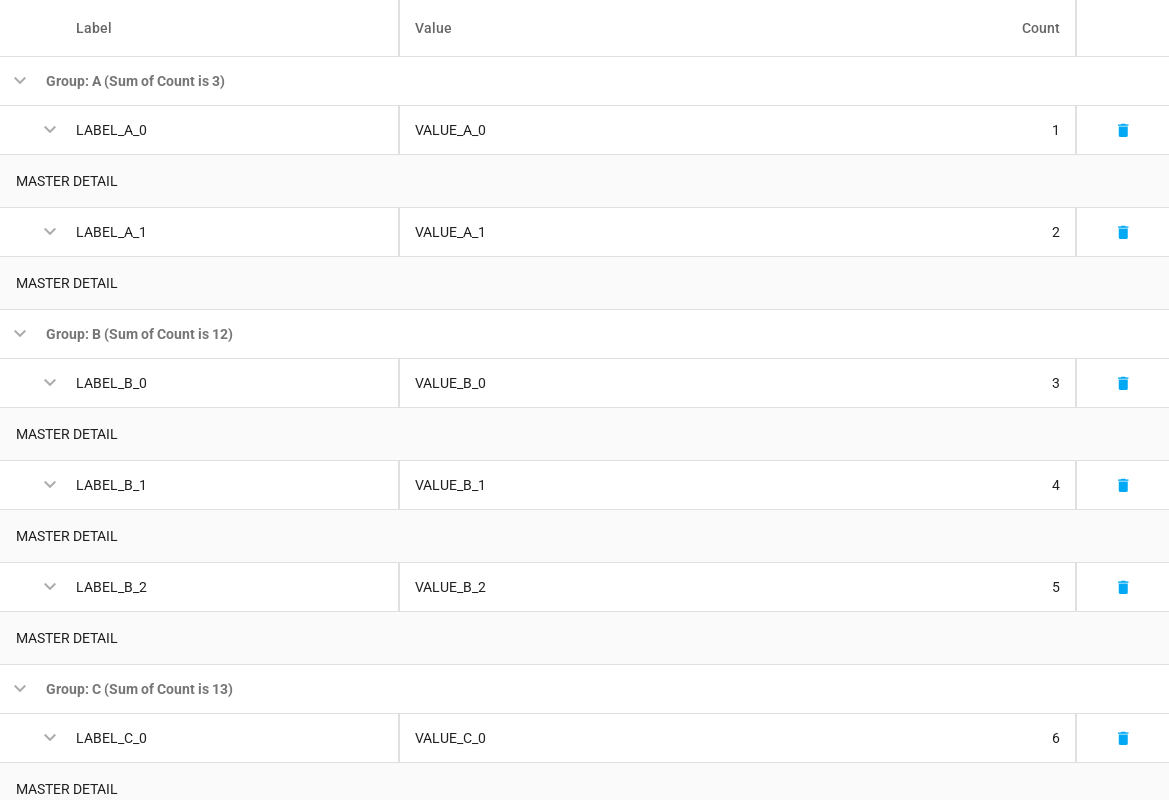 Label Value Count
Group: A (Sum of Count is 3)
LABEL_A_0 VALUE_A_0 1
MASTER DETAIL
LABEL_A_1 VALUE_A_1 2
MASTER DETAIL
Group: B (Sum of Count is 12)
LABEL_B_0 VALUE_B_0 3
MASTER DETAIL
LABEL_B_1 VALUE_B_1 4
MASTER DETAIL
LABEL_B_2 VALUE_B_2 5
MASTER DETAIL
Group: C (Sum of Count is 13)
LABEL_C_0 VALUE_C_0 6
MASTER DETAIL